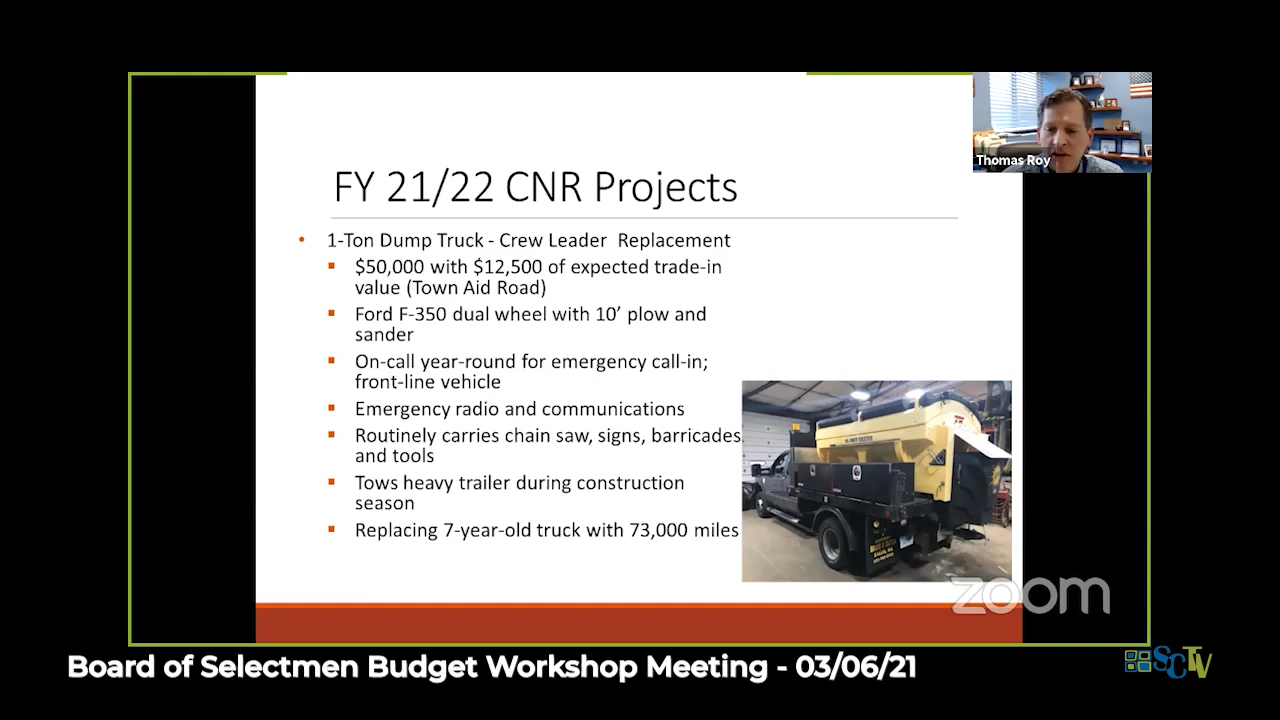 Thomas Roy
FY 21/22 CNR Projects
• 1-Ton Dump Truck - Crew Leader Replacement
▪ $50,000 with $12,500 of expected trade-in
value (Town Aid Road)
▪ Ford F-350 dual wheel with 10’ plow and
sander
▪ On-call year-round for emergency call-in;
front-line vehicle
▪ Emergency radio and communications
▪ Routinely carries chain saw, signs, barricades,
and tools
▪ Tows heavy trailer during construction
season
▪ Replacing 7-year-old truck with 73,000 miles
zoom
Board of Selectmen Budget Workshop Meeting - 03/06/21
SCTV